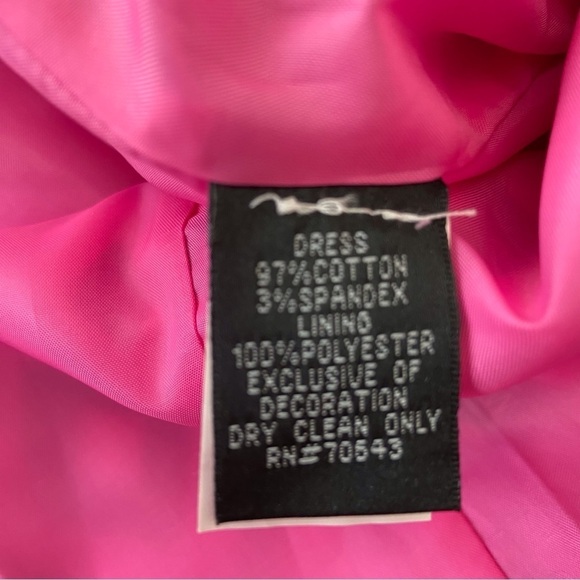 DRESS
97%COTTON
3%SPANDEX
LINING
100%POLYESTER
EXCLUSIVE OF
DECORATION
DRY CLEAN ONLY
RN#70543